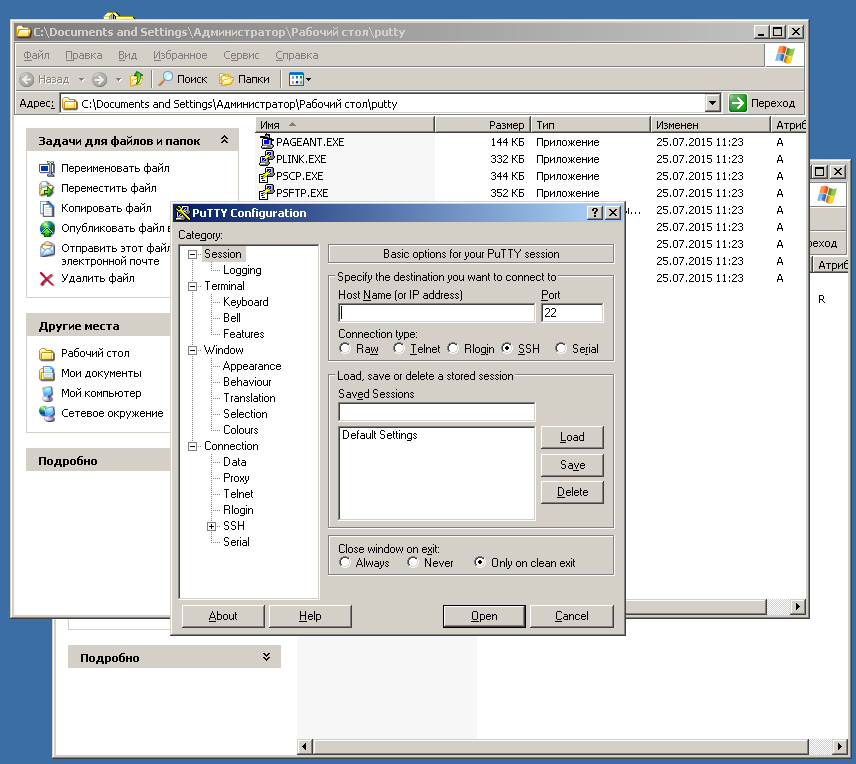 C:\Documents and Settings\Администратор\Рабочий стол\putty
Файл Правка Вид Избранное Сервис Справка
Назад Поиск Папки
Адрес: C:\Documents and Settings\Администратор\Рабочий стол\putty Переход
Имя Размер Тип Изменен Атриб
PAGEANT.EXE 144 КБ Приложение 25.07.2015 11:23 A
PLINK.EXE 332 КБ Приложение 25.07.2015 11:23 A
PSCP.EXE 344 КБ Приложение 25.07.2015 11:23 A
PSFTP.EXE 352 КБ Приложение 25.07.2015 11:23 A
ы... 25.07.2015 11:23 A
25.07.2015 11:23 A
25.07.2015 11:23 A
25.07.2015 11:23 A
25.07.2015 11:23 A
Задачи для файлов и папок
Переименовать файл
Переместить файл
Копировать файл
Опубликовать файл в
Отправить этот файл
электронной почте
Удалить файл
Другие места
Рабочий стол
Мои документы
Мой компьютер
Сетевое окружение
Подробно
PuTTY Configuration
Category:
Session
Logging
Terminal
Keyboard
Bell
Features
Window
Appearance
Behaviour
Translation
Selection
Colours
Connection
Data
Proxy
Telnet
Rlogin
SSH
Serial
Basic options for your PuTTY session
Specify the destination you want to connect to
Host Name (or IP address) Port
22
Connection type:
Raw Telnet Rlogin SSH Serial
Load, save or delete a stored session
Saved Sessions
Default Settings
Load
Save
Delete
Close window on exit:
Always Never Only on clean exit
About Help Open Cancel
реход
Атриб
R
Подробно